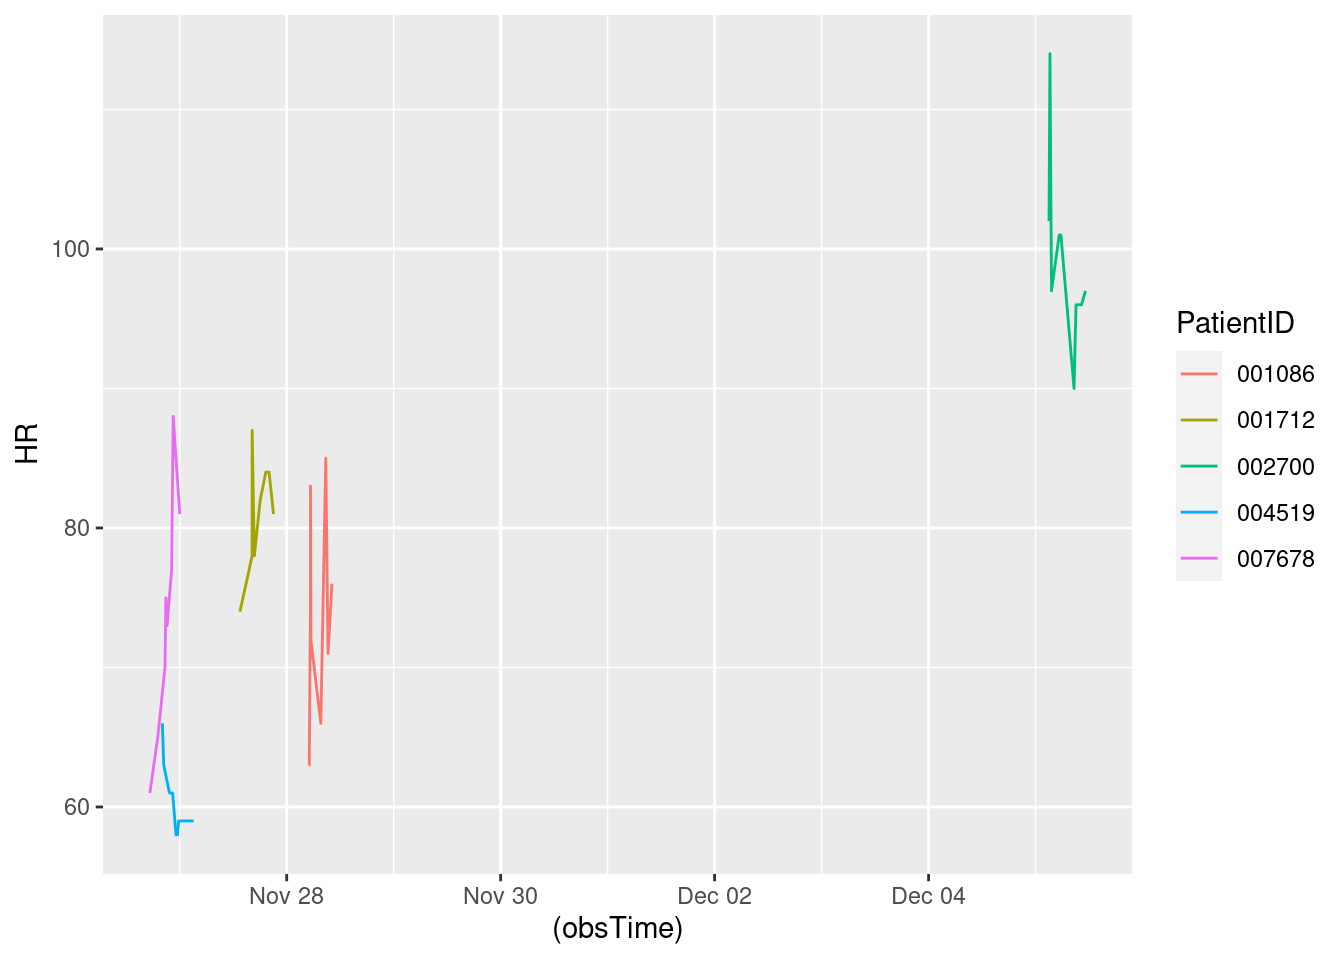 HR
100
80
60
Nov 28
Nov 30
Dec 02
Dec 04
(obsTime)
PatientID
001086
001712
002700
004519
007678